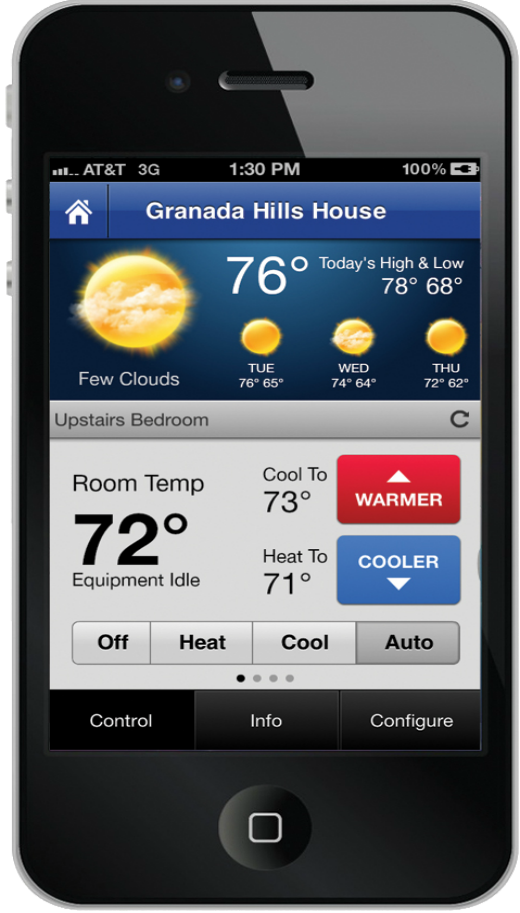 AT&T 3G 1:30 PM 100%
Granada Hills House
76° Today's High & Low
78° 68°
Few Clouds
TUE WED THU
76° 65° 74° 64° 72° 62°
Upstairs Bedroom
Room Temp
72°
Equipment Idle
Cool To
73°
WARMER
Heat To
71°
COOLER
Off Heat Cool Auto
Control Info Configure